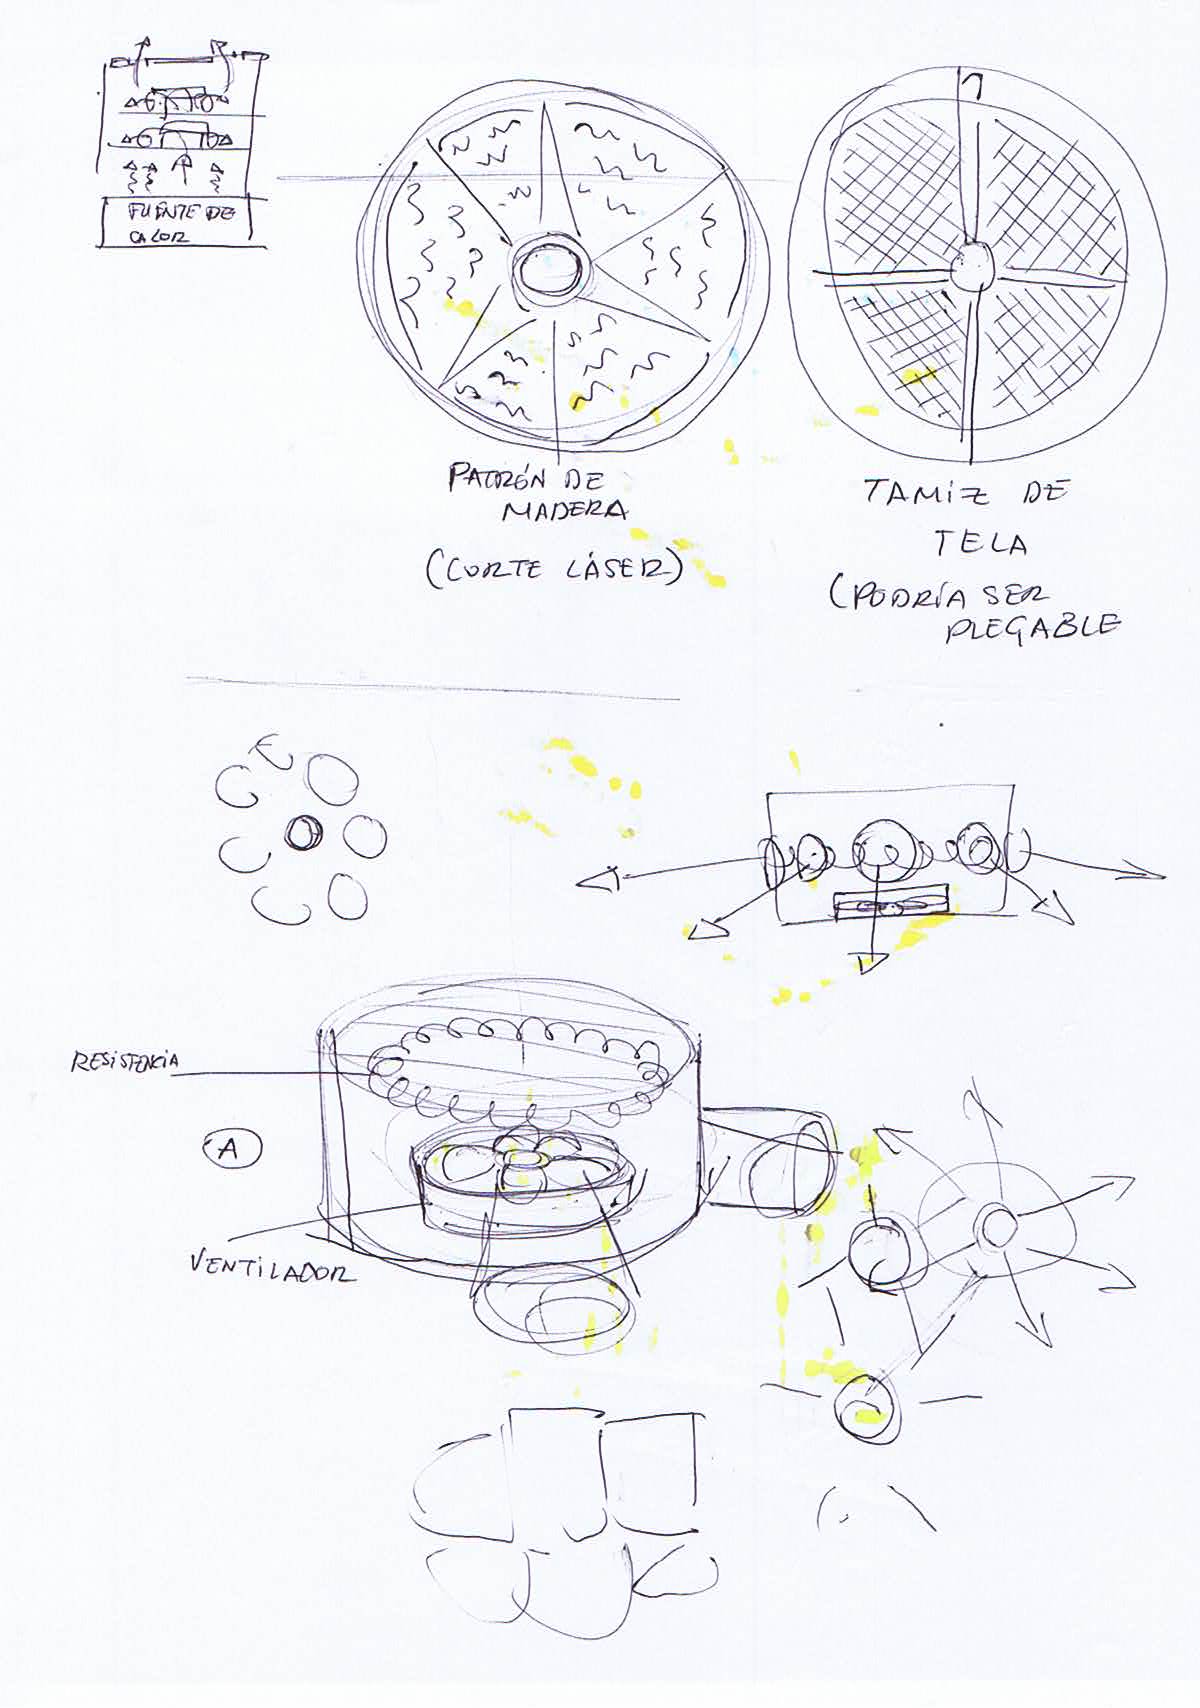 FUENTE DE
CALOR
PATRÓN DE
MADERA
(CORTE LÁSER)
TAMIZ DE
TELA
(PODRÍA SER
PLEGABLE
RESISTENCIA
A
VENTILADOR